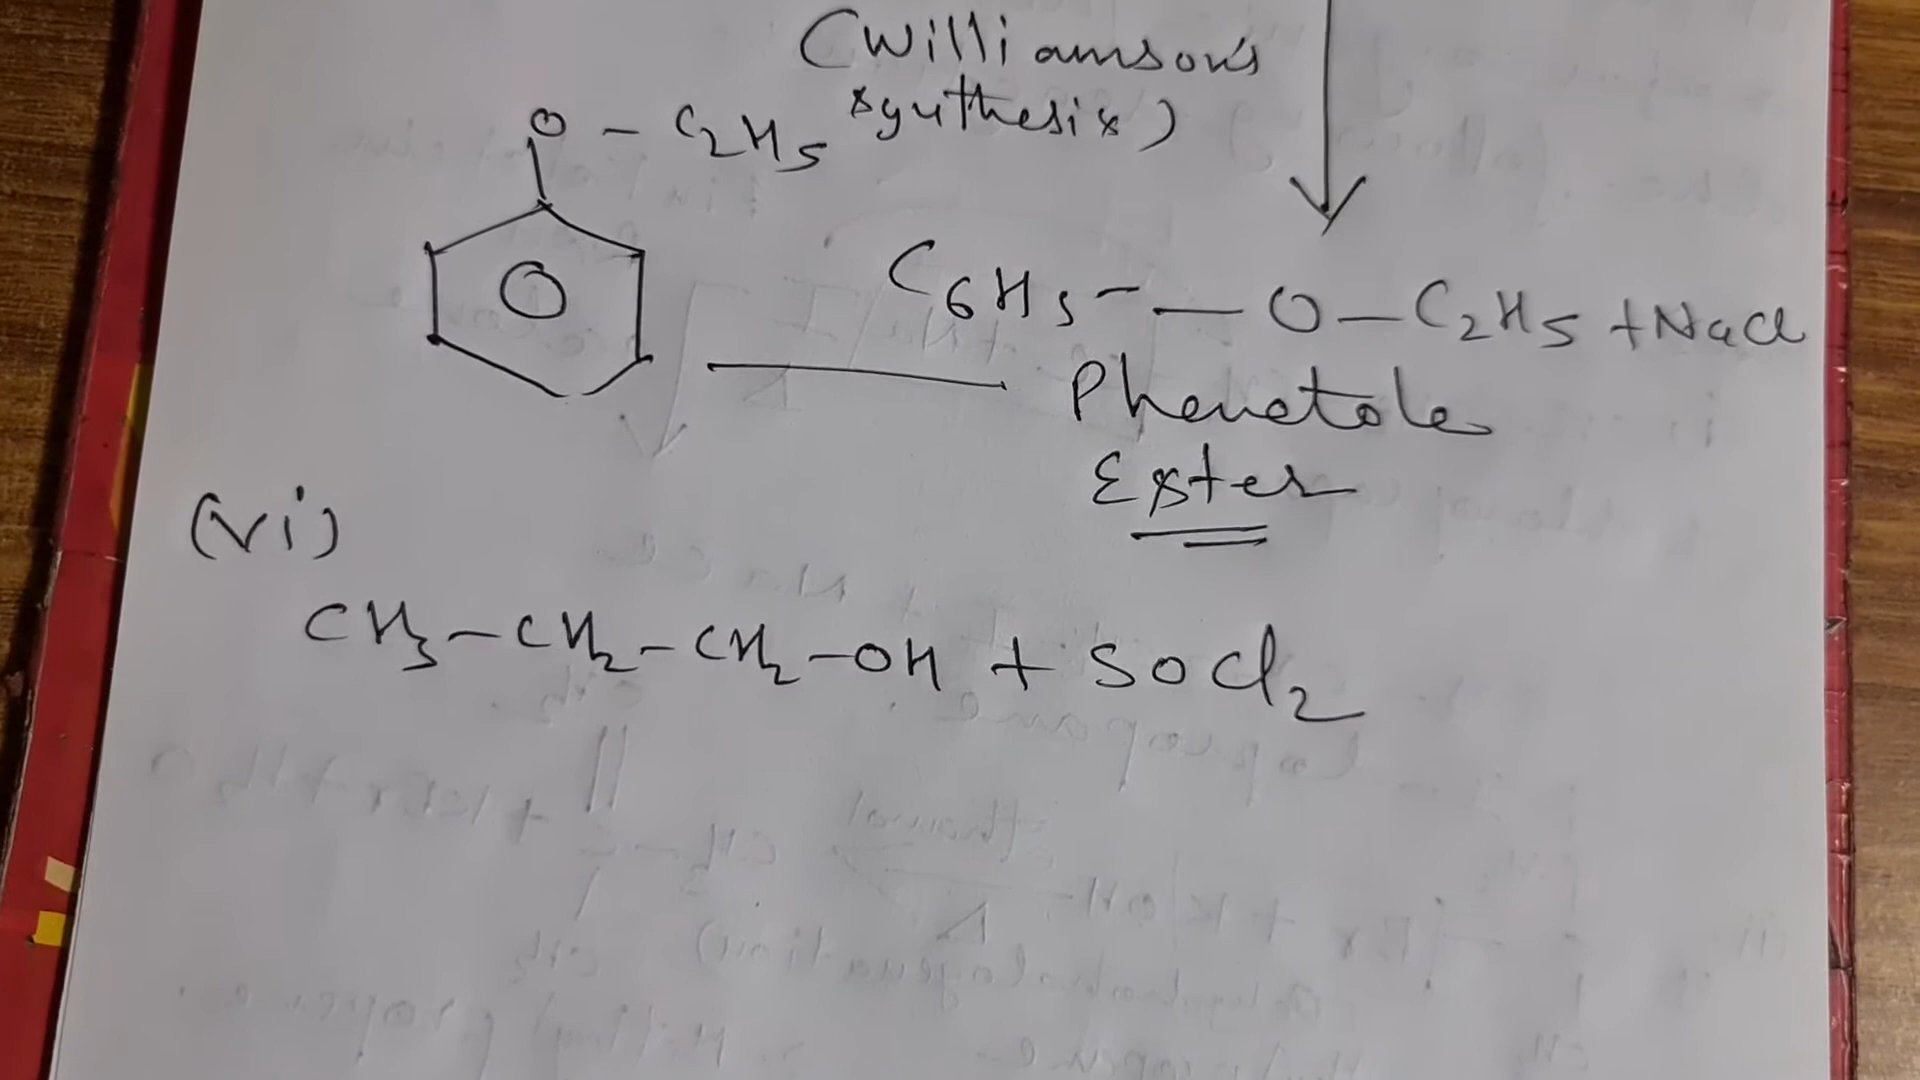 (Williamson's
synthesis)
O - C2H5
C6H5 - — O — C2H5 + NaCl
Phenetole
Ester
(vi)
CH3 - CH2 - CH2 - OH + SOCl2